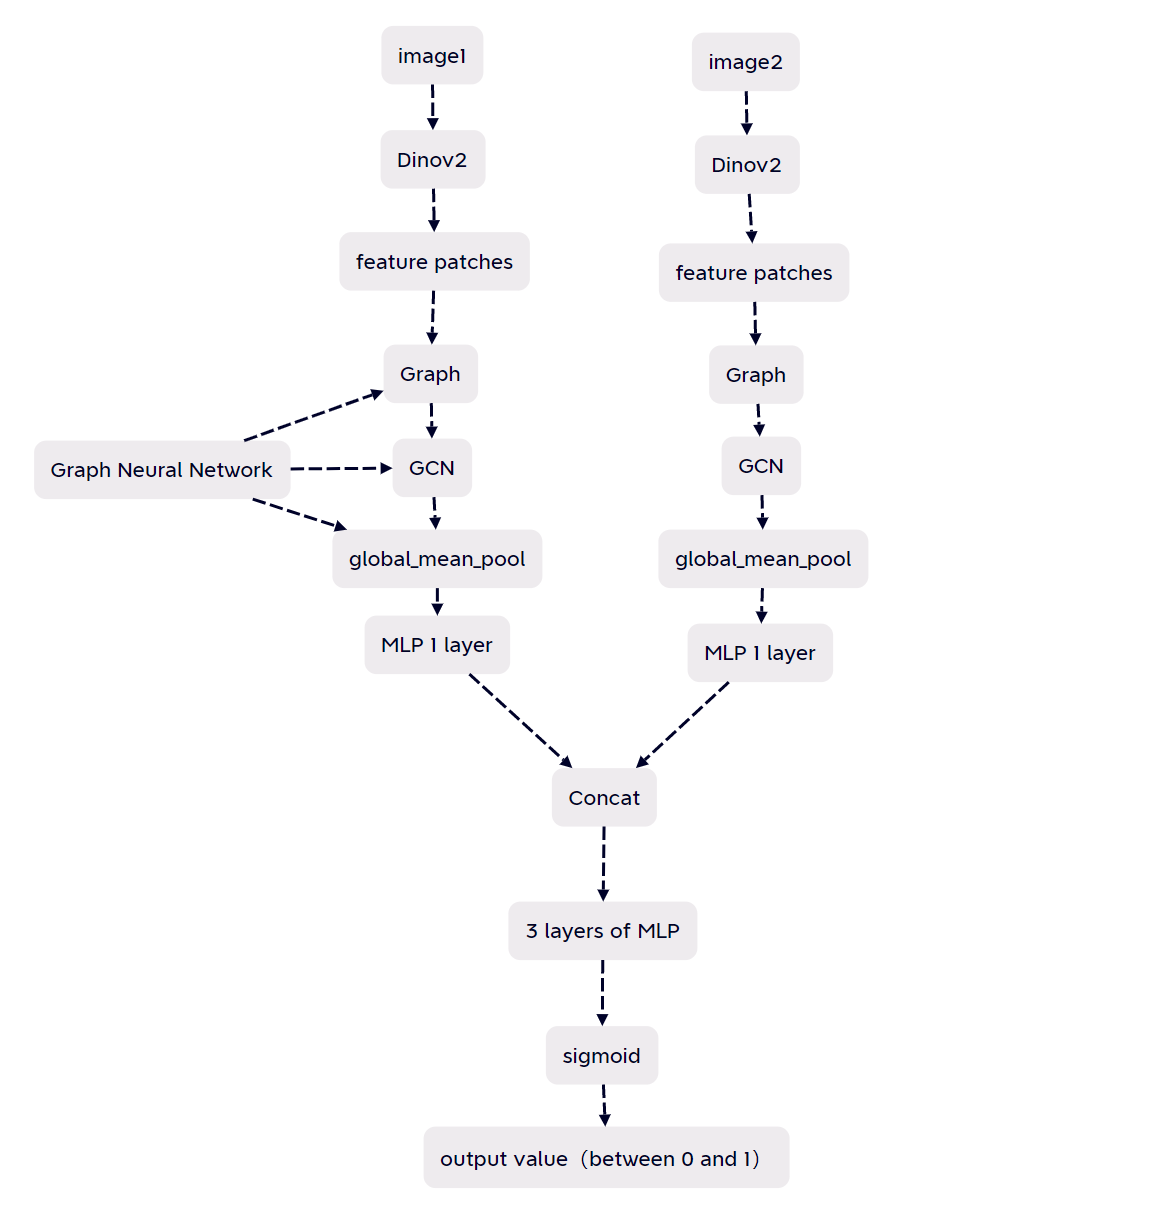 image1
image2
Dinov2
Dinov2
feature patches
feature patches
Graph
Graph
Graph Neural Network
GCN
GCN
global_mean_pool
global_mean_pool
MLP 1 layer
MLP 1 layer
Concat
3 layers of MLP
sigmoid
output value（between 0 and 1）